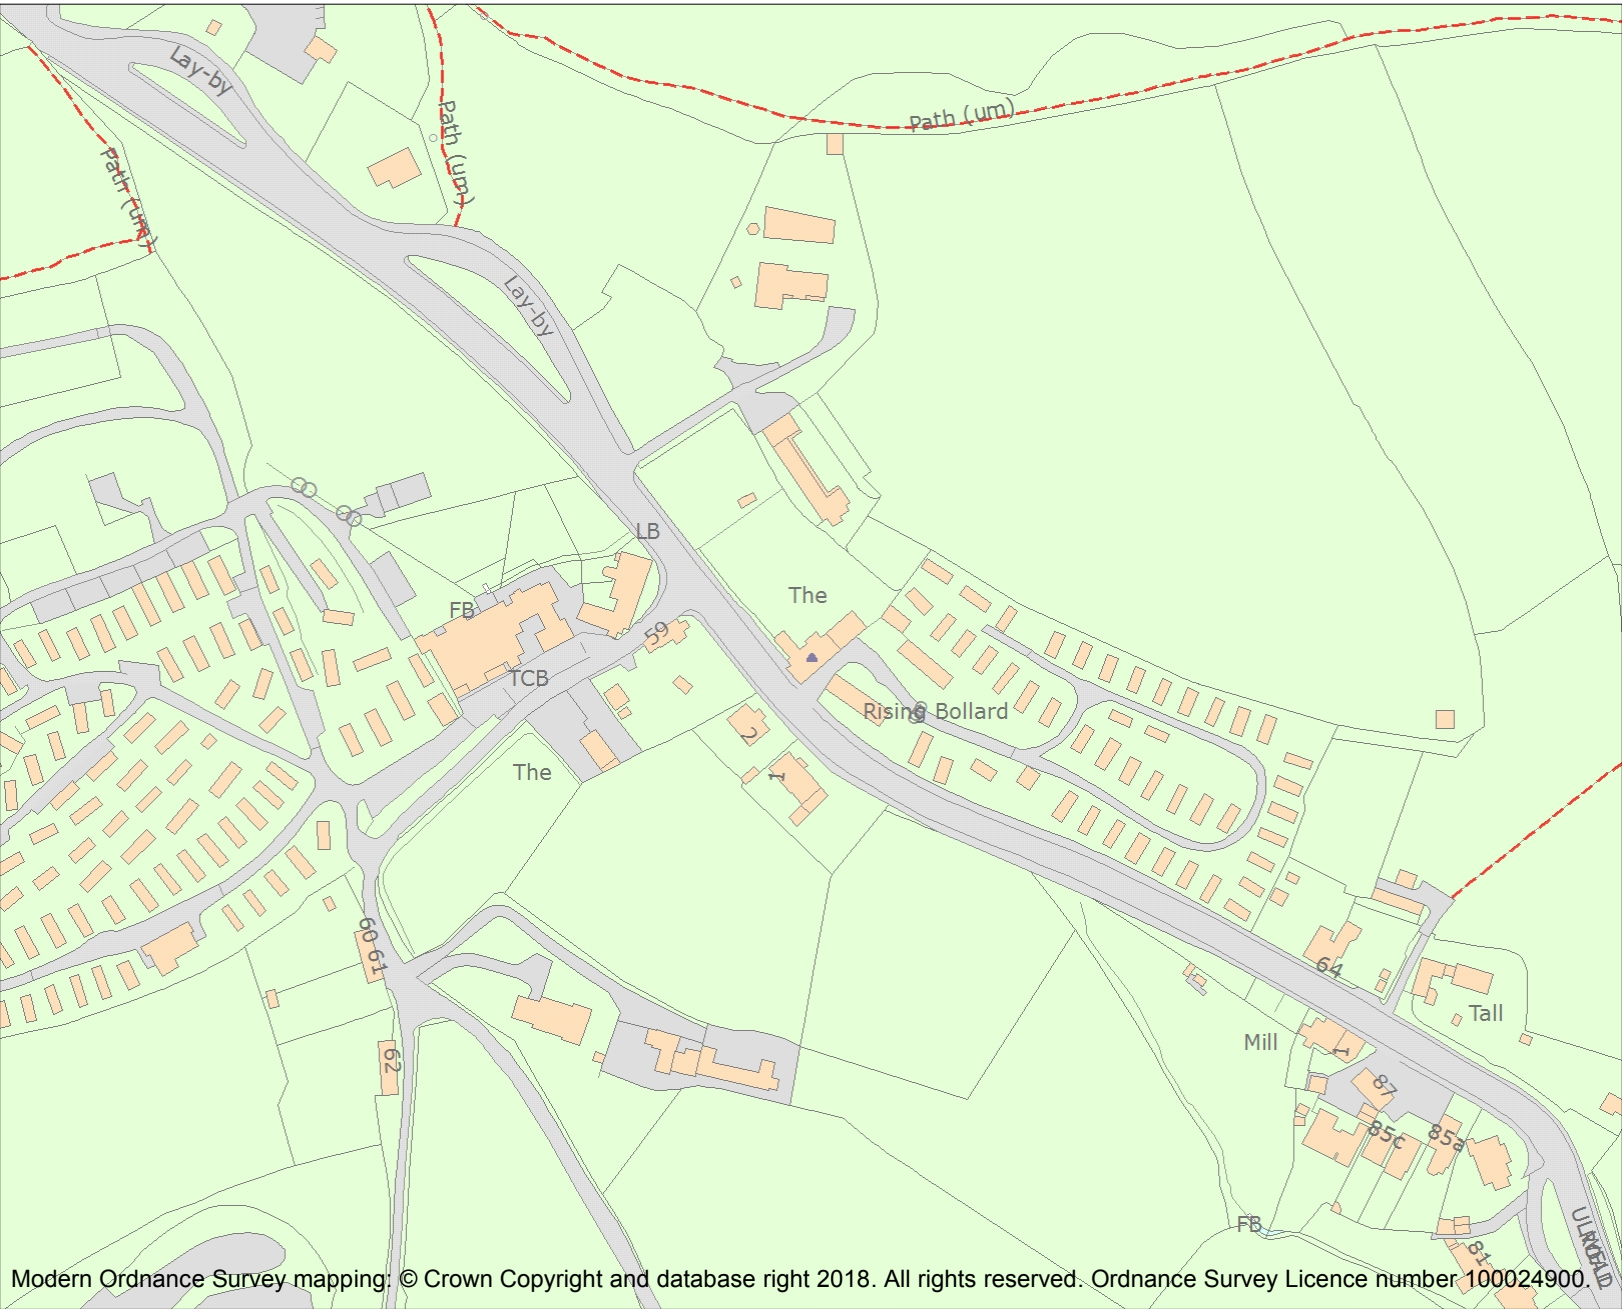 Lay-by
Path (um)
Path (um)
Path (um)
Lay-by
LB
The
FB
59
TCB
Rising Bollard
2
The
1
60
61
64
Tall
Mill
1
62
87
85c
85a
FB
81
ROAD
Modern Ordnance Survey mapping: © Crown Copyright and database right 2018. All rights reserved. Ordnance Survey Licence number 100024900.